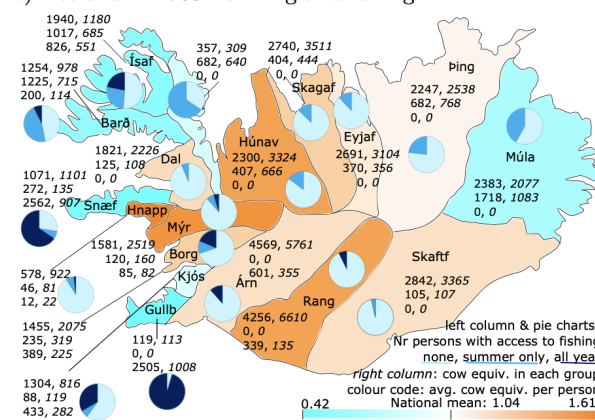 1940, 1180
1017, 685
826, 551
Ísaf
357, 309
682, 640
0, 0
2740, 3511
404, 444
0, 0
Skagaf
Þing
2247, 2538
682, 768
0, 0
1254, 978
1225, 715
200, 114
Barð
Húnav
2300, 3324
407, 666
0, 0
Eyjaf
2691, 3104
370, 356
0, 0
Múla
2383, 2077
1718, 1083
0, 0
1821, 2226
125, 108
0, 0
Dal
1071, 1101
272, 135
2562, 907
Snæf
Hnapp
Mýr
1581, 2519
120, 160
85, 82
Borg
4569, 5761
0, 0
601, 355
Skaftf
2842, 3365
105, 107
0, 0
Kjós
Árn
578, 922
46, 81
12, 22
Gullb
Rang
4256, 6610
0, 0
339, 135
1455, 2075
235, 319
389, 225
119, 113
0, 0
2505, 1008
1304, 816
88, 119
433, 282
left column & pie charts
Nr persons with access to fishing
none, summer only, all yea
right column: cow equiv. in each group
colour code: avg. cow equiv. per person
National mean: 1.04
0.42
1.61